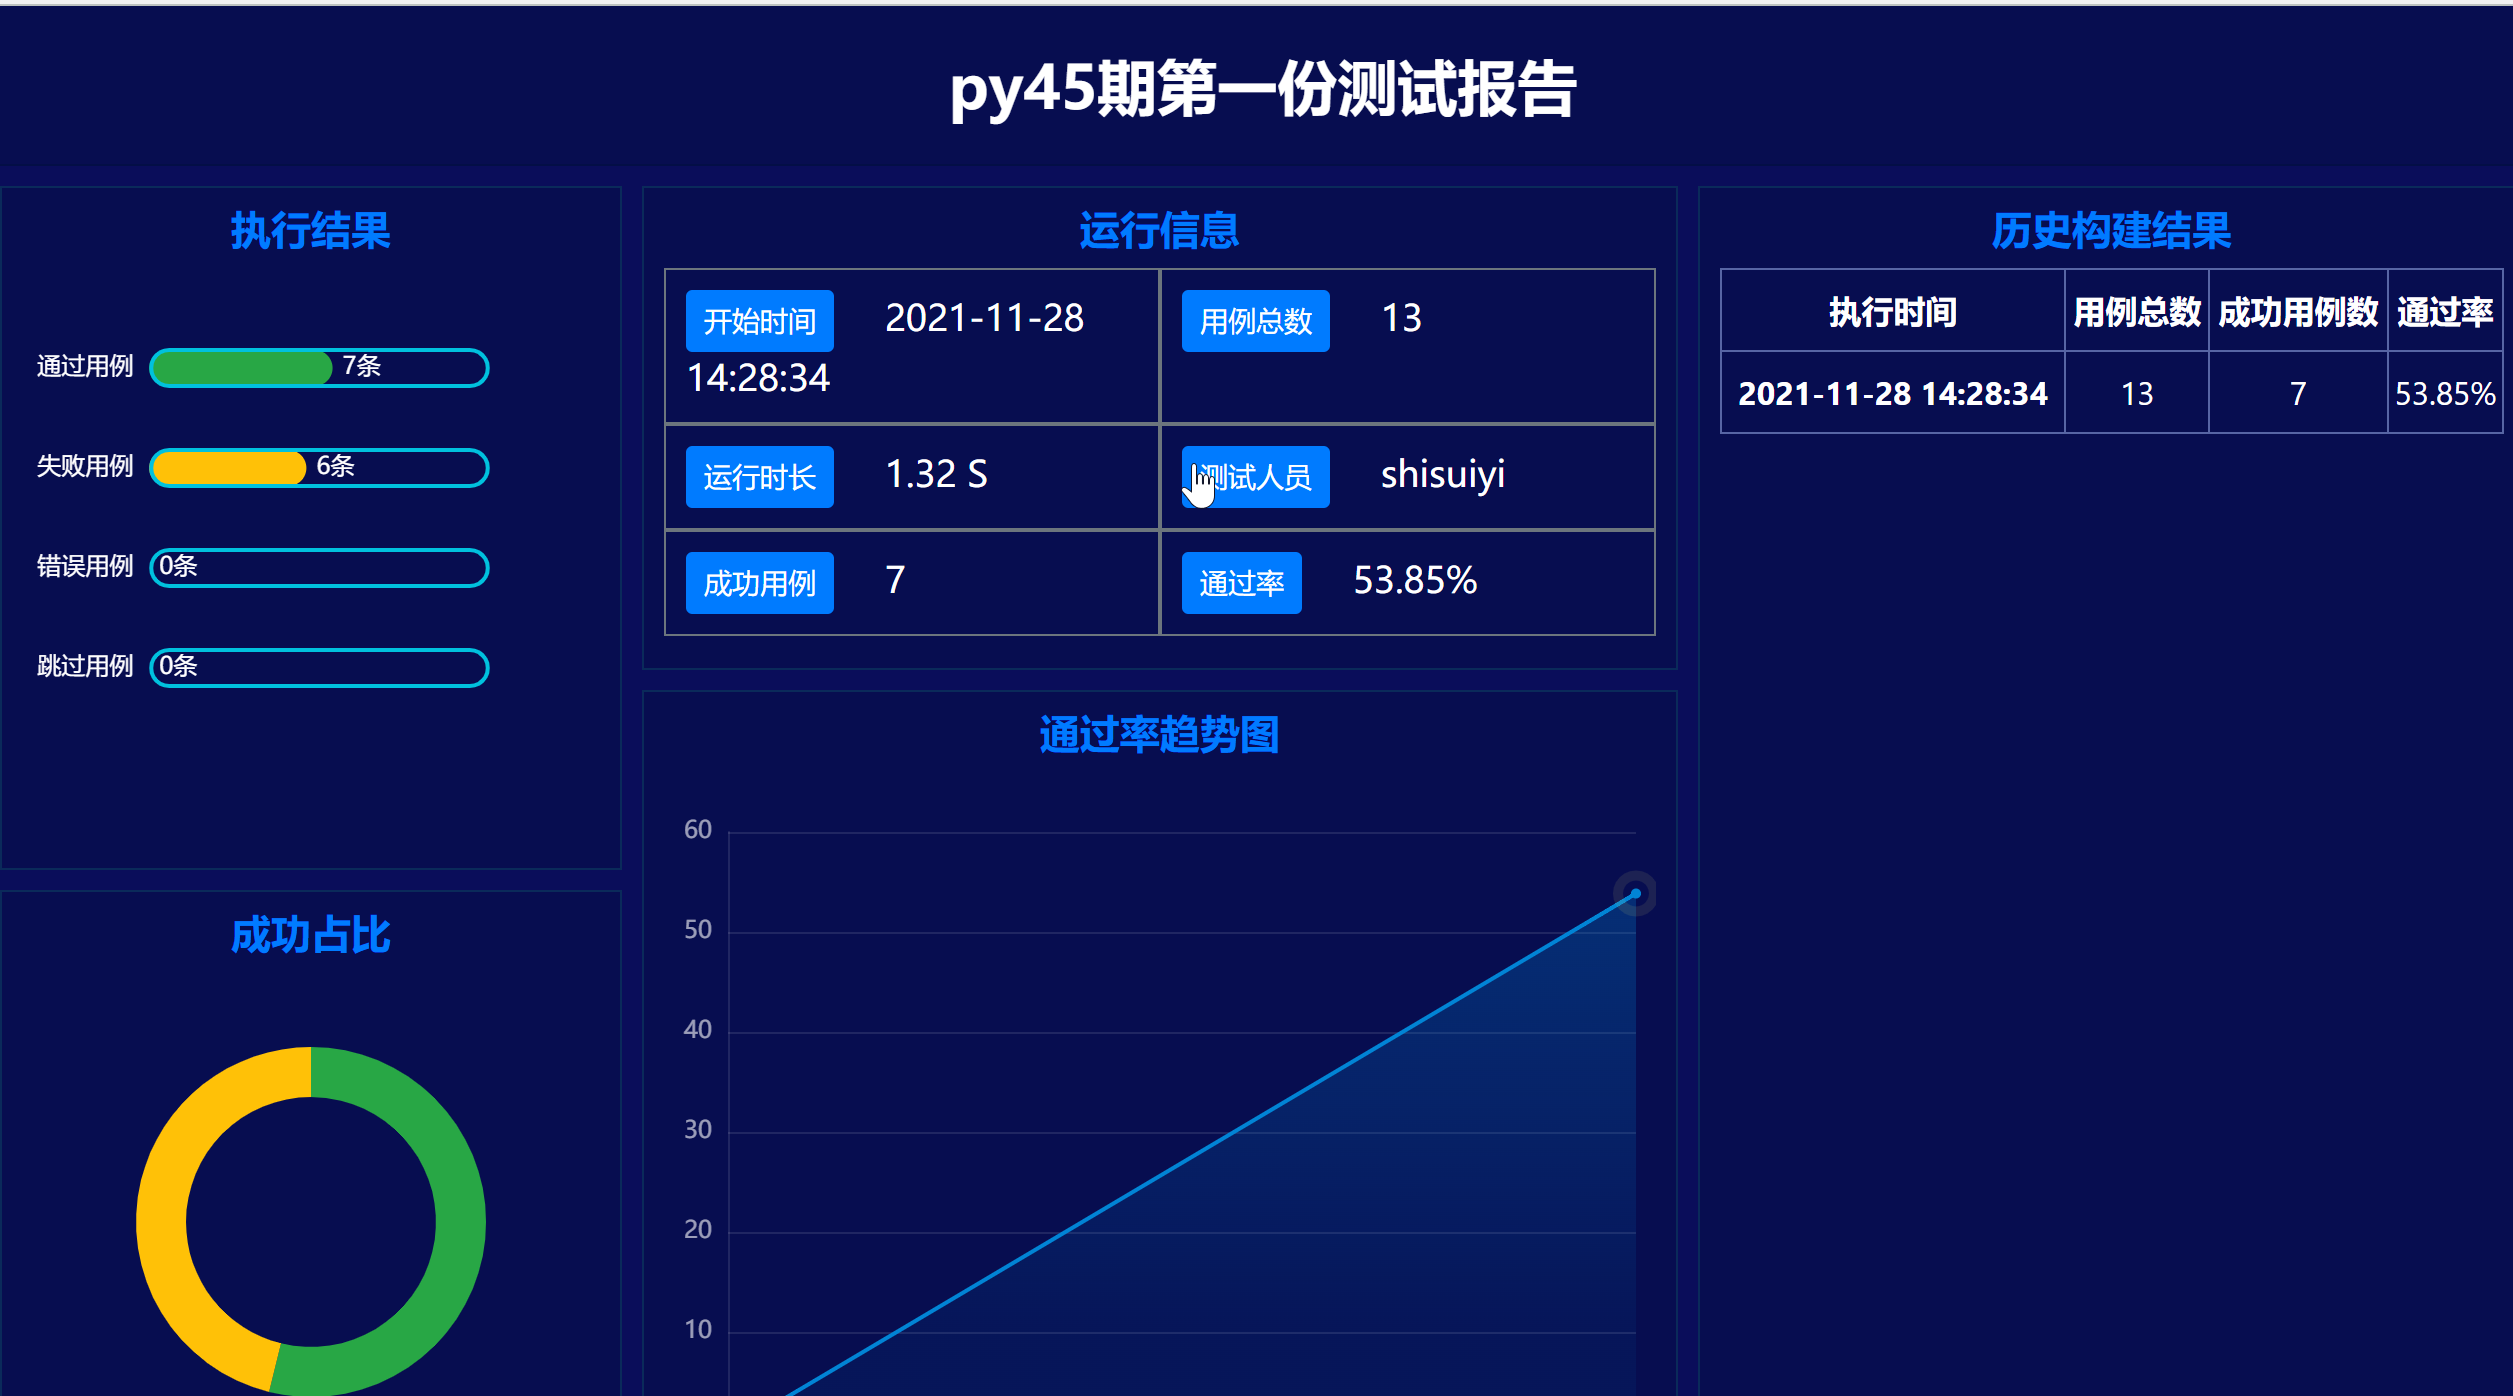 py45期第一份测试报告
执行结果
通过用例 7条
失败用例 6条
错误用例 0条
跳过用例 0条
成功占比
运行信息
开始时间 2021-11-28
14:28:34
用例总数 13
运行时长 1.32 S
测试人员 shisuiyi
成功用例 7
通过率 53.85%
通过率趋势图
60
50
40
30
20
10
历史构建结果
执行时间 用例总数 成功用例数 通过率
2021-11-28 14:28:34 13 7 53.85%